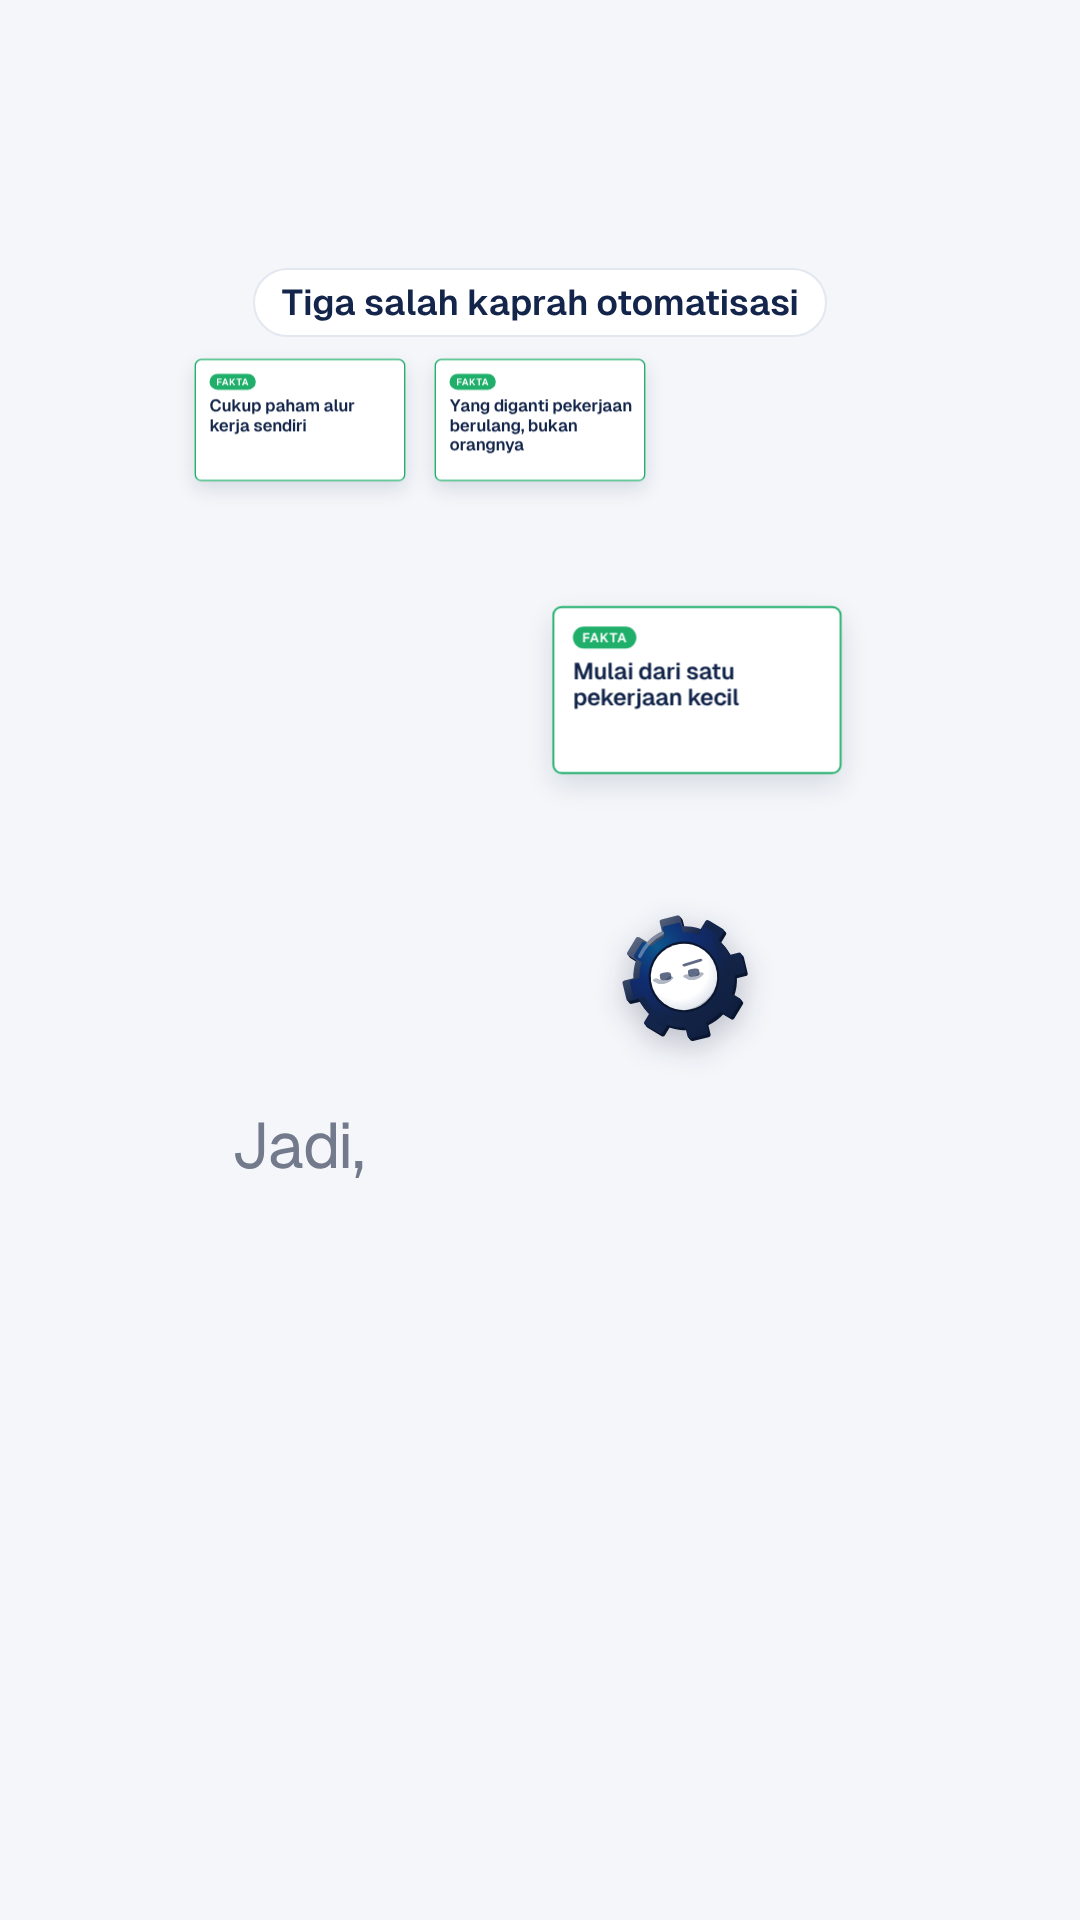 Tiga salah kaprah otomatisasi
FAKTA
Cukup paham alur
kerja sendiri
FAKTA
Yang diganti pekerjaan
berulang, bukan
orangnya
FAKTA
Mulai dari satu
pekerjaan kecil
Jadi,